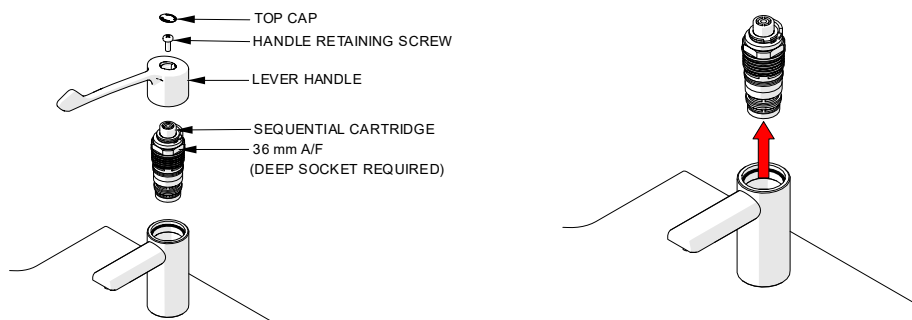 TOP CAP
HANDLE RETAINING SCREW
LEVER HANDLE
SEQUENTIAL CARTRIDGE
36 mm A/F
(DEEP SOCKET REQUIRED)